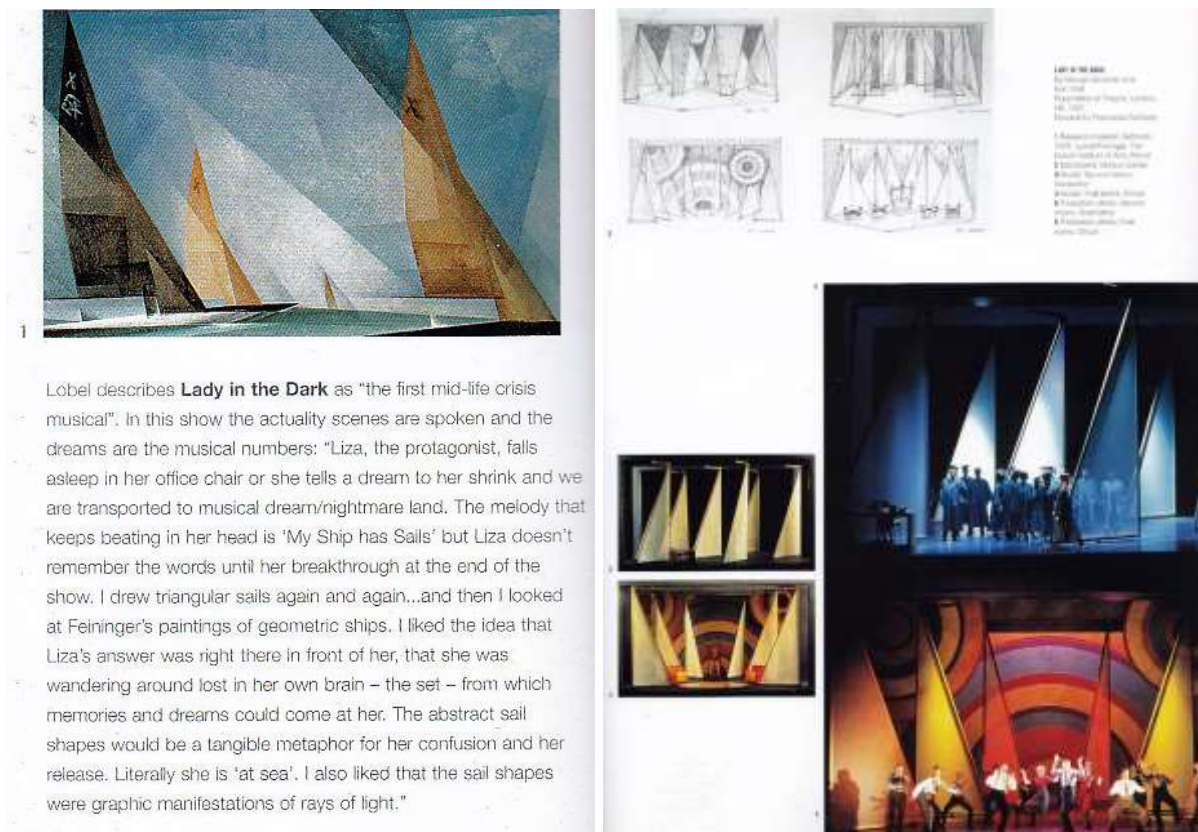 1
Lobel describes Lady in the Dark as “the first mid-life crisis
musical”. In this show the actuality scenes are spoken and the
dreams are the musical numbers: “Liza, the protagonist, falls
asleep in her office chair or she tells a dream to her shrink and we
are transported to musical dream/nightmare land. The melody that
keeps beating in her head is ‘My Ship has Sails’ but Liza doesn’t
remember the words until her breakthrough at the end of the
show. I drew triangular sails again and again...and then I looked
at Feininger’s paintings of geometric ships. I liked the idea that
Liza’s answer was right there in front of her, that she was
wandering around lost in her own brain – the set – from which
memories and dreams could come at her. The abstract sail
shapes would be a tangible metaphor for her confusion and her
release. Literally she is ‘at sea’. I also liked that the sail shapes
were graphic manifestations of rays of light.”
LADY IN THE DARK